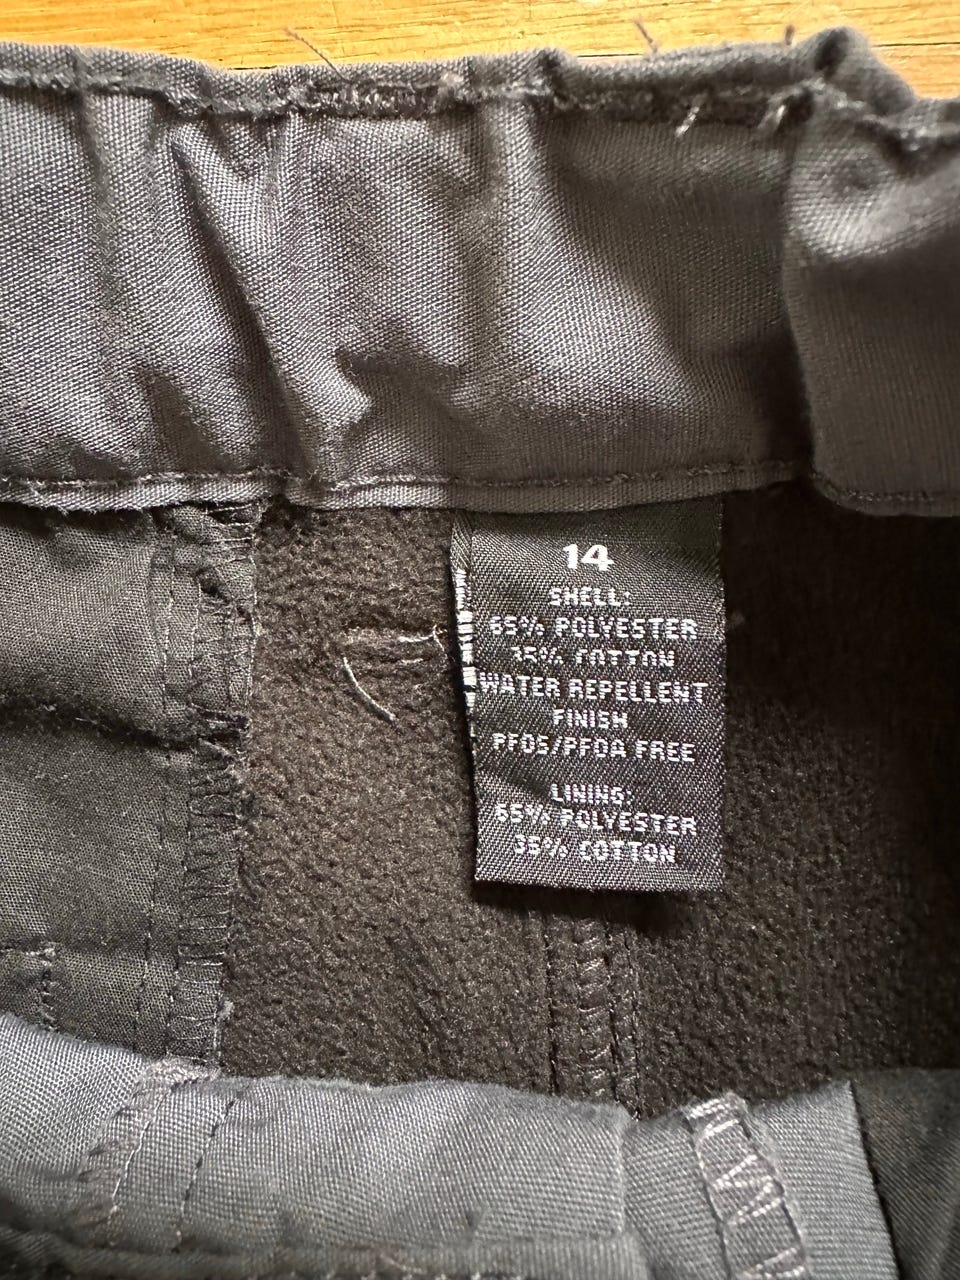 14
SHELL:
65% POLYESTER
35% COTTON
WATER REPELLENT
FINISH
PFOS/PFOA FREE
LINING:
65% POLYESTER
35% COTTON